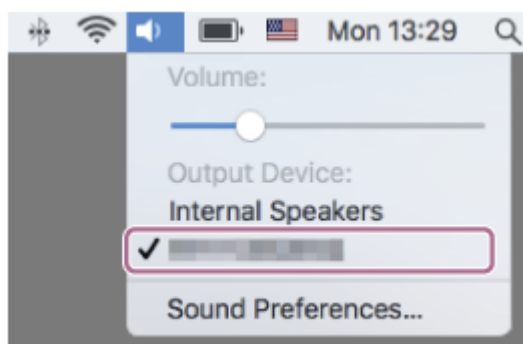 Mon 13:29
Volume:
Output Device:
Internal Speakers
Sound Preferences...